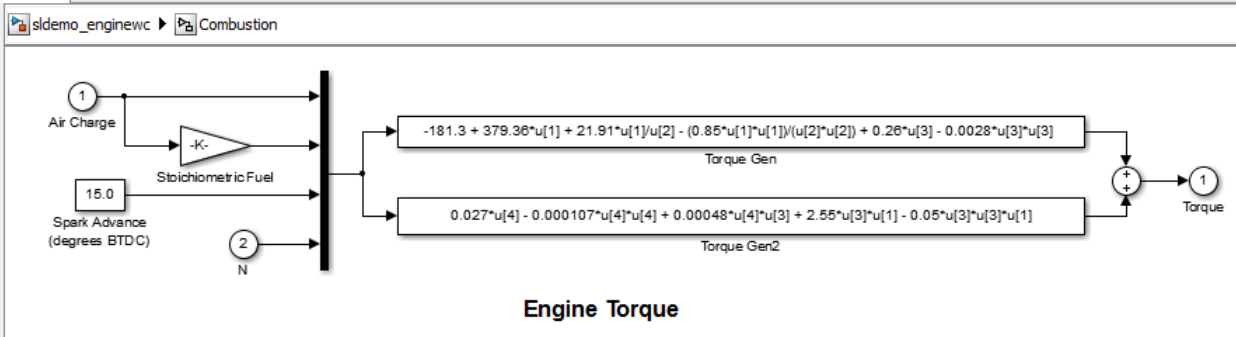 sldemo_enginewc Combustion
1
Air Charge
-K-
Stoichiometric Fuel
15.0
Spark Advance
(degrees BTDC)
2
N
-181.3 + 379.36*u[1] + 21.91*u[1]/u[2] - (0.85*u[1]*u[1])/(u[2]*u[2]) + 0.26*u[3] - 0.0028*u[3]*u[3]
Torque Gen
0.027*u[4] - 0.000107*u[4]*u[4] + 0.00048*u[4]*u[3] + 2.55*u[3]*u[1] - 0.05*u[3]*u[3]*u[1]
Torque Gen2
+
+
1
Torque
Engine Torque